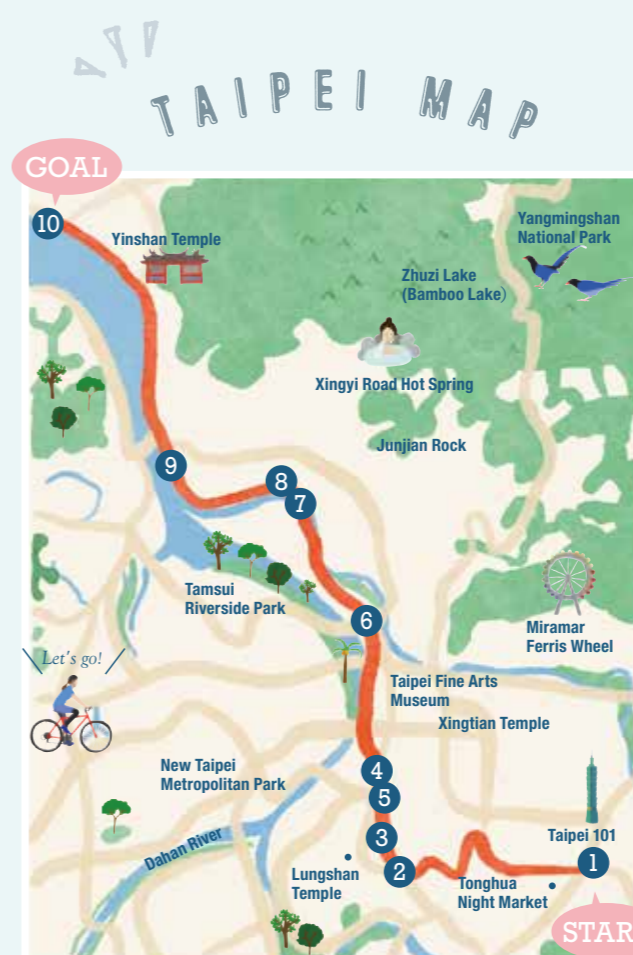 TAIPEI MAP
GOAL
10
Yinshan Temple
Yangmingshan
National Park
Zhuzi Lake
(Bamboo Lake)
Xingyi Road Hot Spring
Junjian Rock
9
8
7
Tamsui
Riverside Park
6
Miramar
Ferris Wheel
Let's go!
Taipei Fine Arts
Museum
Xingtian Temple
New Taipei
Metropolitan Park
4
5
Taipei 101
3
Dahan River
Lungshan
Temple
2
Tonghua
Night Market
1
STAR